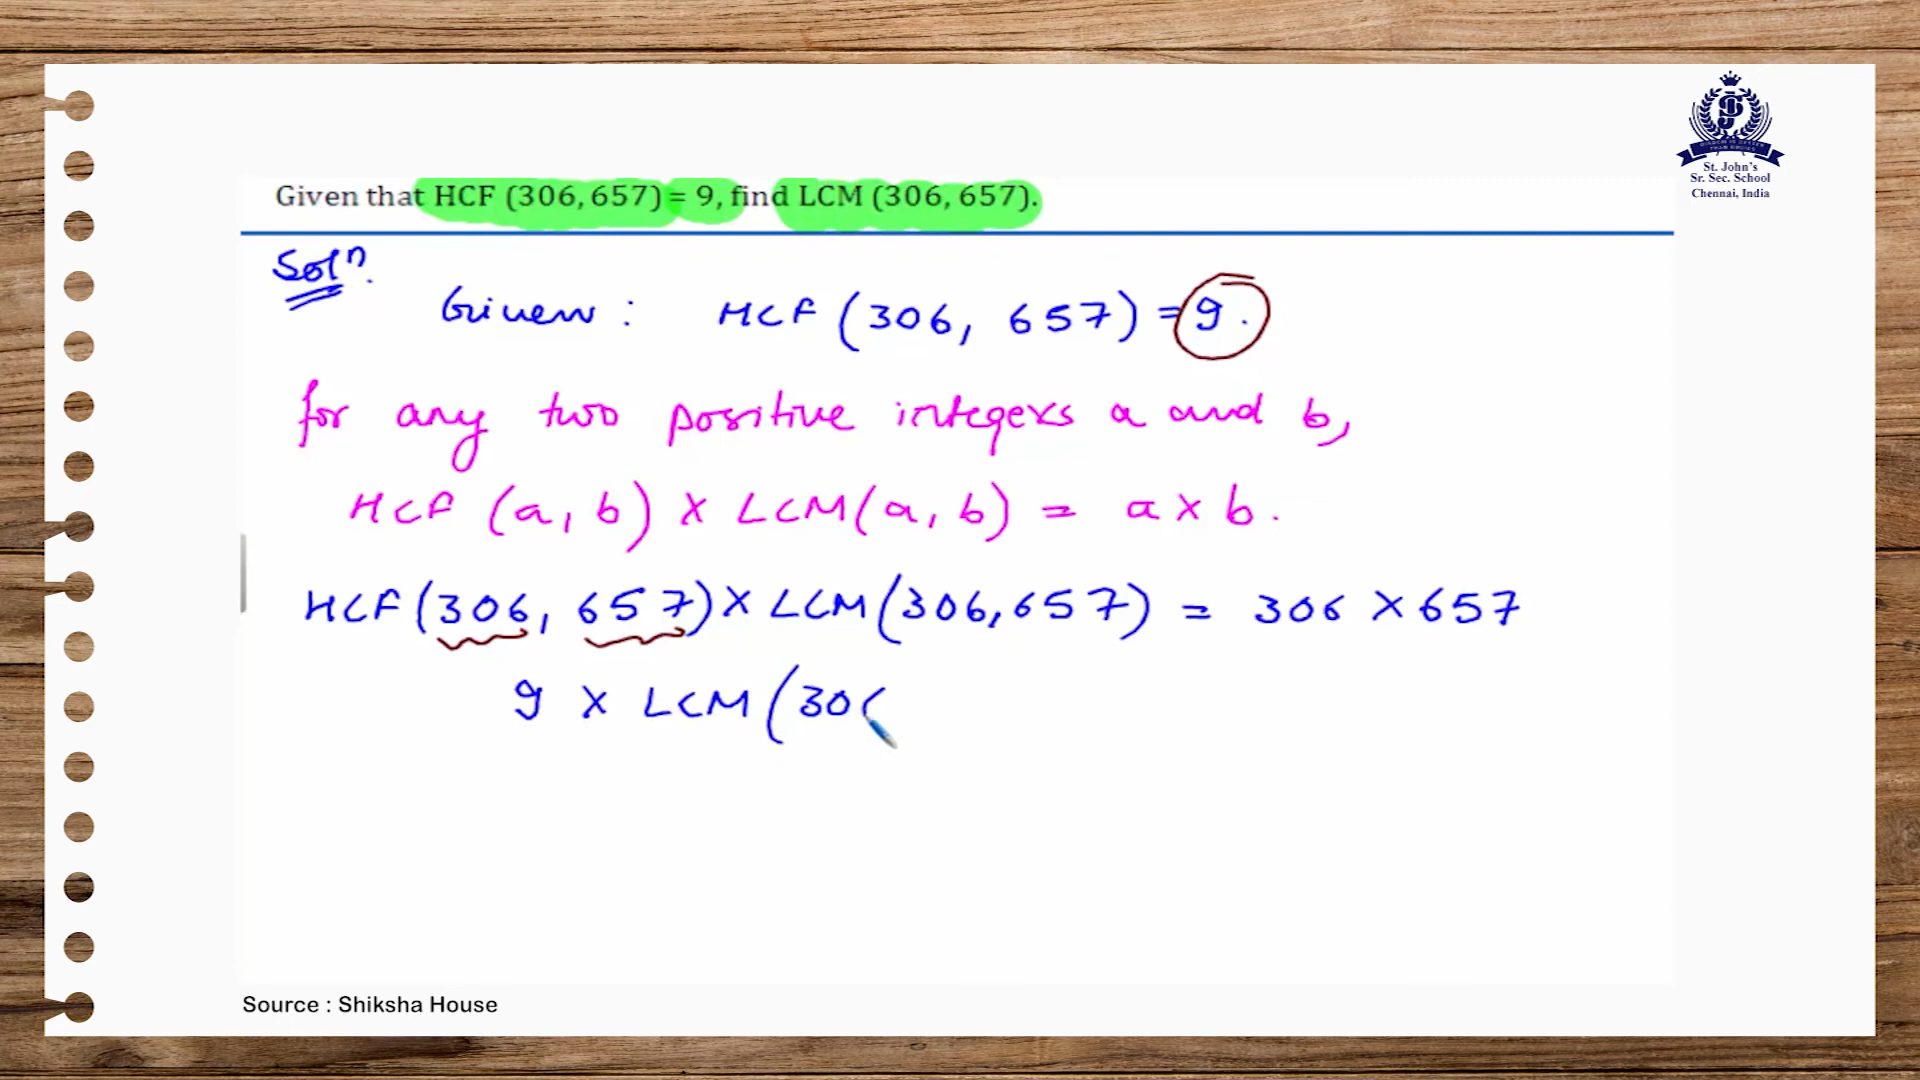 St. John's
Sr. Sec. School
Chennai, India
Given that HCF (306, 657) = 9, find LCM (306, 657).
Solⁿ.
Given : HCF (306, 657) = 9.
for any two positive integers a and b,
HCF (a, b) X LCM (a, b) = a x b.
HCF (306, 657) X LCM (306, 657) = 306 X 657
9 X LCM (306
Source : Shiksha House